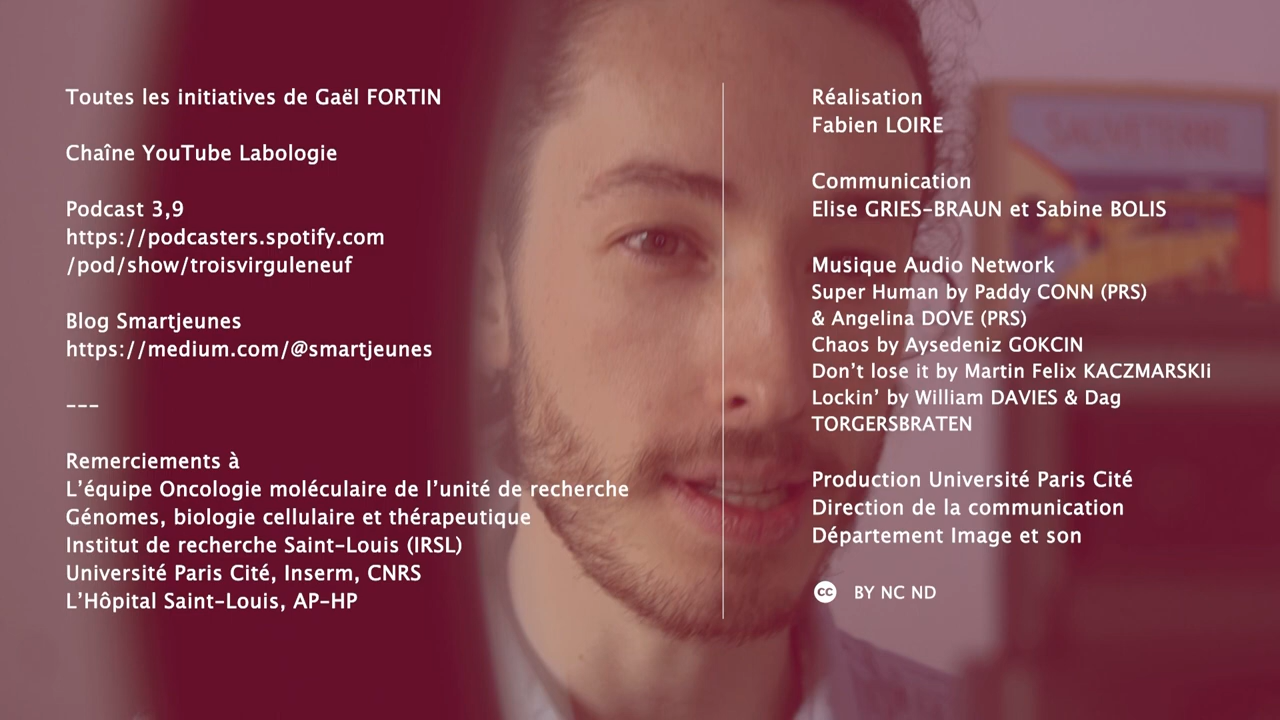 Toutes les initiatives de Gaël FORTIN
Chaîne YouTube Labologie
Podcast 3,9
https://podcasters.spotify.com
/pod/show/troisvirguleneuf
Blog Smartjeunes
https://medium.com/@smartjeunes
---
Remerciements à
L’équipe Oncologie moléculaire de l’unité de recherche
Génomes, biologie cellulaire et thérapeutique
Institut de recherche Saint-Louis (IRSL)
Université Paris Cité, Inserm, CNRS
L’Hôpital Saint-Louis, AP-HP
Réalisation
Fabien LOIRE
Communication
Elise GRIES-BRAUN et Sabine BOLIS
Musique Audio Network
Super Human by Paddy CONN (PRS)
& Angelina DOVE (PRS)
Chaos by Aysedeniz GOKCIN
Don’t lose it by Martin Felix KACZMARSKIi
Lockin’ by William DAVIES & Dag
TORGERSBRATEN
Production Université Paris Cité
Direction de la communication
Département Image et son
cc BY NC ND
SAUVETERRE